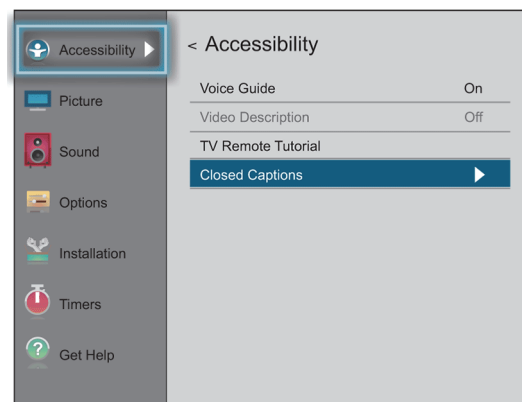 Accessibility
Picture
Sound
Options
Installation
Timers
Get Help
< Accessibility
Voice Guide On
Video Description Off
TV Remote Tutorial
Closed Captions